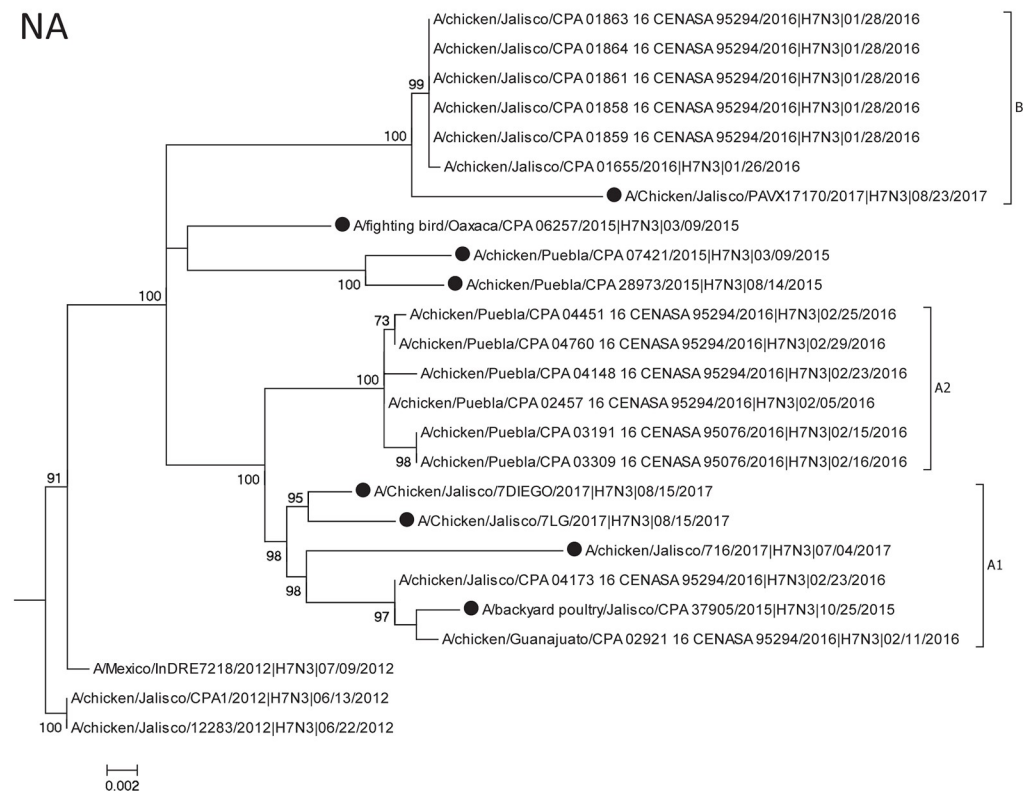 NA
A/chicken/Jalisco/CPA 01863 16 CENASA 95294/2016|H7N3|01/28/2016
A/chicken/Jalisco/CPA 01864 16 CENASA 95294/2016|H7N3|01/28/2016
A/chicken/Jalisco/CPA 01861 16 CENASA 95294/2016|H7N3|01/28/2016
99
A/chicken/Jalisco/CPA 01858 16 CENASA 95294/2016|H7N3|01/28/2016
B
A/chicken/Jalisco/CPA 01859 16 CENASA 95294/2016|H7N3|01/28/2016
100
A/chicken/Jalisco/CPA 01655/2016|H7N3|01/26/2016
A/Chicken/Jalisco/PAVX17170/2017|H7N3|08/23/2017
A/fighting bird/Oaxaca/CPA 06257/2015|H7N3|03/09/2015
A/chicken/Puebla/CPA 07421/2015|H7N3|03/09/2015
100
A/chicken/Puebla/CPA 28973/2015|H7N3|08/14/2015
100
A/chicken/Puebla/CPA 04451 16 CENASA 95294/2016|H7N3|02/25/2016
73
A/chicken/Puebla/CPA 04760 16 CENASA 95294/2016|H7N3|02/29/2016
A/chicken/Puebla/CPA 04148 16 CENASA 95294/2016|H7N3|02/23/2016
100
A2
A/chicken/Puebla/CPA 02457 16 CENASA 95294/2016|H7N3|02/05/2016
A/chicken/Puebla/CPA 03191 16 CENASA 95076/2016|H7N3|02/15/2016
98
A/chicken/Puebla/CPA 03309 16 CENASA 95076/2016|H7N3|02/16/2016
100
91
A/Chicken/Jalisco/7DIEGO/2017|H7N3|08/15/2017
95
A/Chicken/Jalisco/7LG/2017|H7N3|08/15/2017
98
A/chicken/Jalisco/716/2017|H7N3|07/04/2017
A1
98
A/chicken/Jalisco/CPA 04173 16 CENASA 95294/2016|H7N3|02/23/2016
A/backyard poultry/Jalisco/CPA 37905/2015|H7N3|10/25/2015
97
A/chicken/Guanajuato/CPA 02921 16 CENASA 95294/2016|H7N3|02/11/2016
A/Mexico/InDRE7218/2012|H7N3|07/09/2012
A/chicken/Jalisco/CPA1/2012|H7N3|06/13/2012
100
A/chicken/Jalisco/12283/2012|H7N3|06/22/2012
0.002